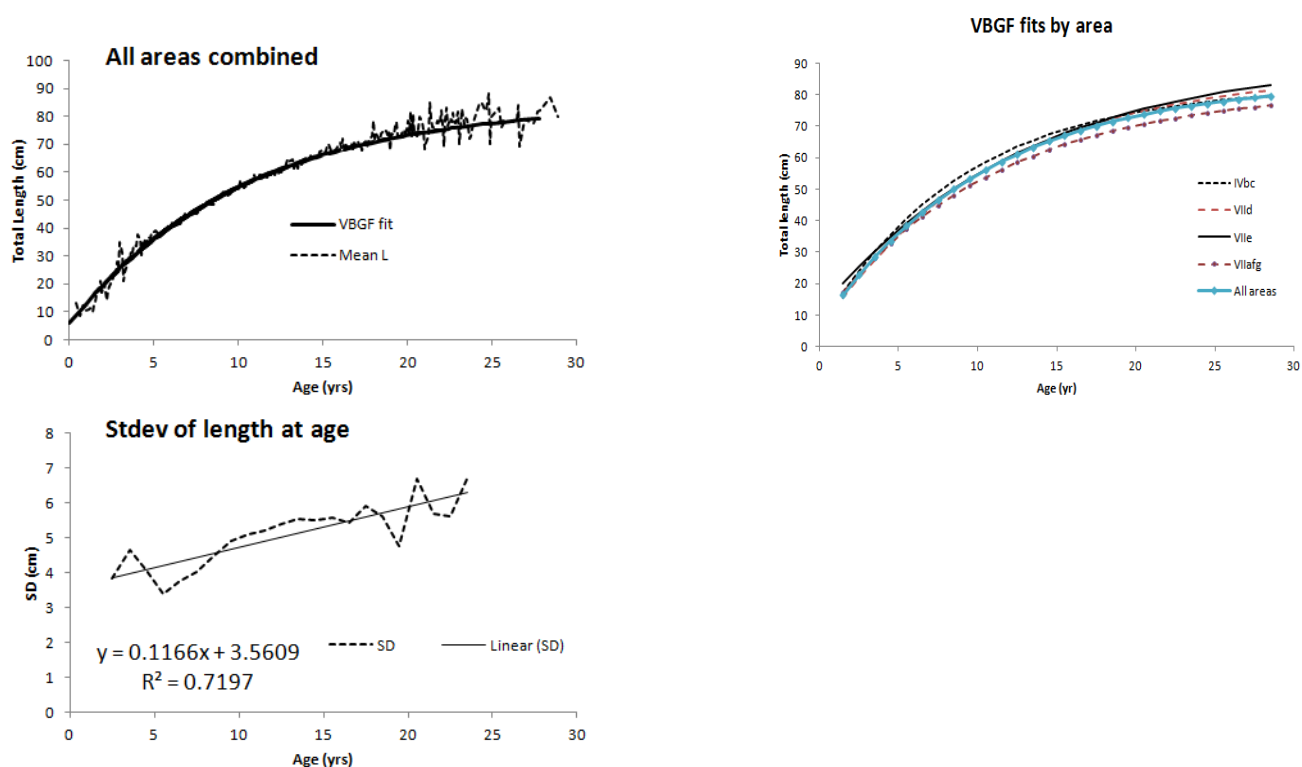 All areas combined
100
90
80
70
60
50
40
30
20
10
0
Total Length (cm)
VBGF fit
Mean L
0 5 10 15 20 25 30
Age (yrs)
VBGF fits by area
90
80
70
60
50
40
30
20
10
0
Total length (cm)
IVbc
VIId
VIIe
VIIafg
All areas
0 5 10 15 20 25 30
Age (yr)
Stdev of length at age
8
7
6
5
4
3
2
1
0
SD (cm)
y = 0.1166x + 3.5609
R² = 0.7197
SD
Linear (SD)
0 5 10 15 20 25 30
Age (yrs)